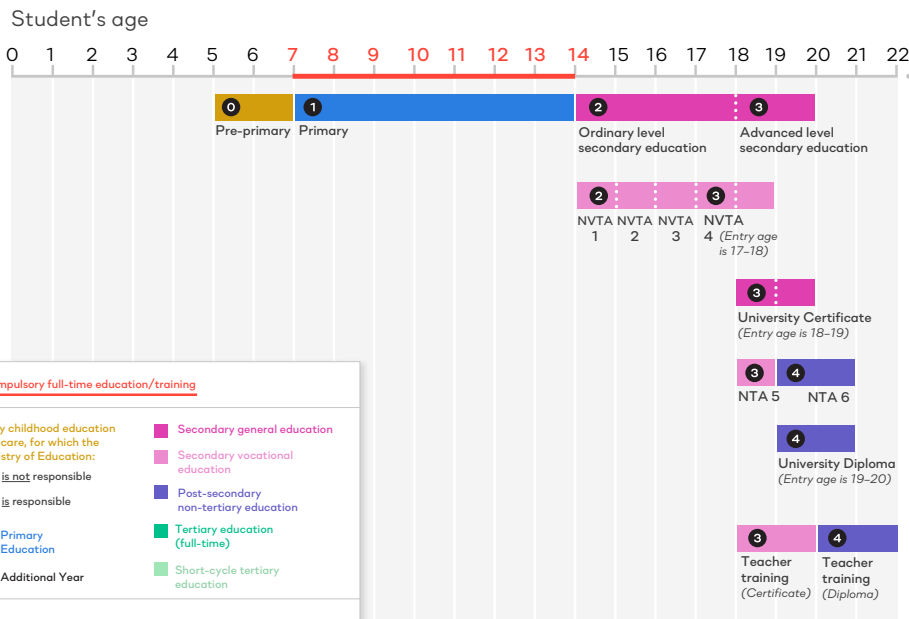 Student’s age
0 1 2 3 4 5 6 7 8 9 10 11 12 13 14 15 16 17 18 19 20 22
0 1 2 3
Pre-primary Primary Ordinary level Advanced level
secondary education secondary education
2 3
NVTA NVTA NVTA NVTA
1 2 3 4 (Entry age
is 17–18)
3
University Certificate
(Entry age is 18–19)
3 4
NTA 5 NTA 6
4
University Diploma
(Entry age is 19–20)
3 4
Teacher Teacher
training training
(Certificate) (Diploma)
mpulsory full-time education/training
y childhood education
care, for which the
stry of Education:
is not responsible
is responsible
Primary
Education
Additional Year
Secondary general education
Secondary vocational
education
Post-secondary
non-tertiary education
Tertiary education
(full-time)
Short-cycle tertiary
education